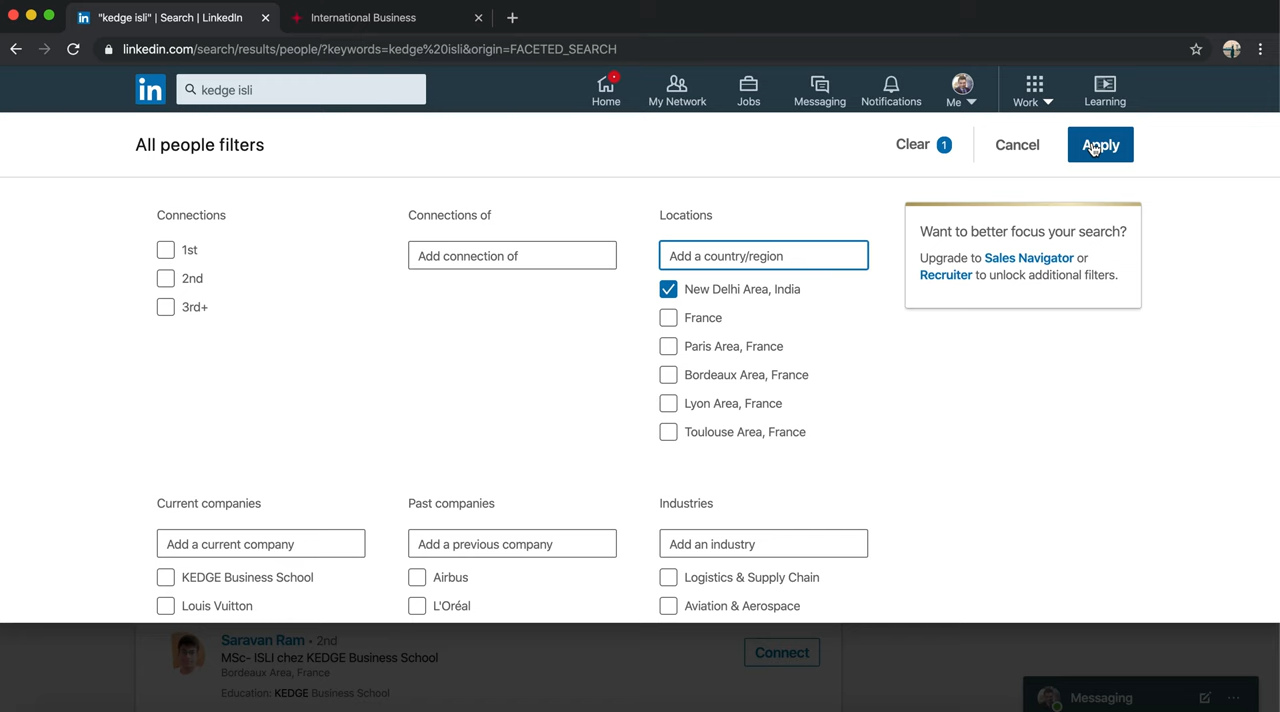 "kedge isli" | Search | LinkedIn
International Business
linkedin.com/search/results/people/?keywords=kedge%20isli&origin=FACETED_SEARCH
in
kedge isli
Home
My Network
Jobs
Messaging
Notifications
Me
Work
Learning
All people filters
Clear 1
Cancel
Apply
Connections
1st
2nd
3rd+
Connections of
Add connection of
Locations
Add a country/region
New Delhi Area, India
France
Paris Area, France
Bordeaux Area, France
Lyon Area, France
Toulouse Area, France
Want to better focus your search?
Upgrade to Sales Navigator or
Recruiter to unlock additional filters.
Current companies
Add a current company
KEDGE Business School
Louis Vuitton
Past companies
Add a previous company
Airbus
L'Oréal
Industries
Add an industry
Logistics & Supply Chain
Aviation & Aerospace
Saravan Ram • 2nd
MSc- ISLI chez KEDGE Business School
Bordeaux Area, France
Education: KEDGE Business School
Connect
Messaging